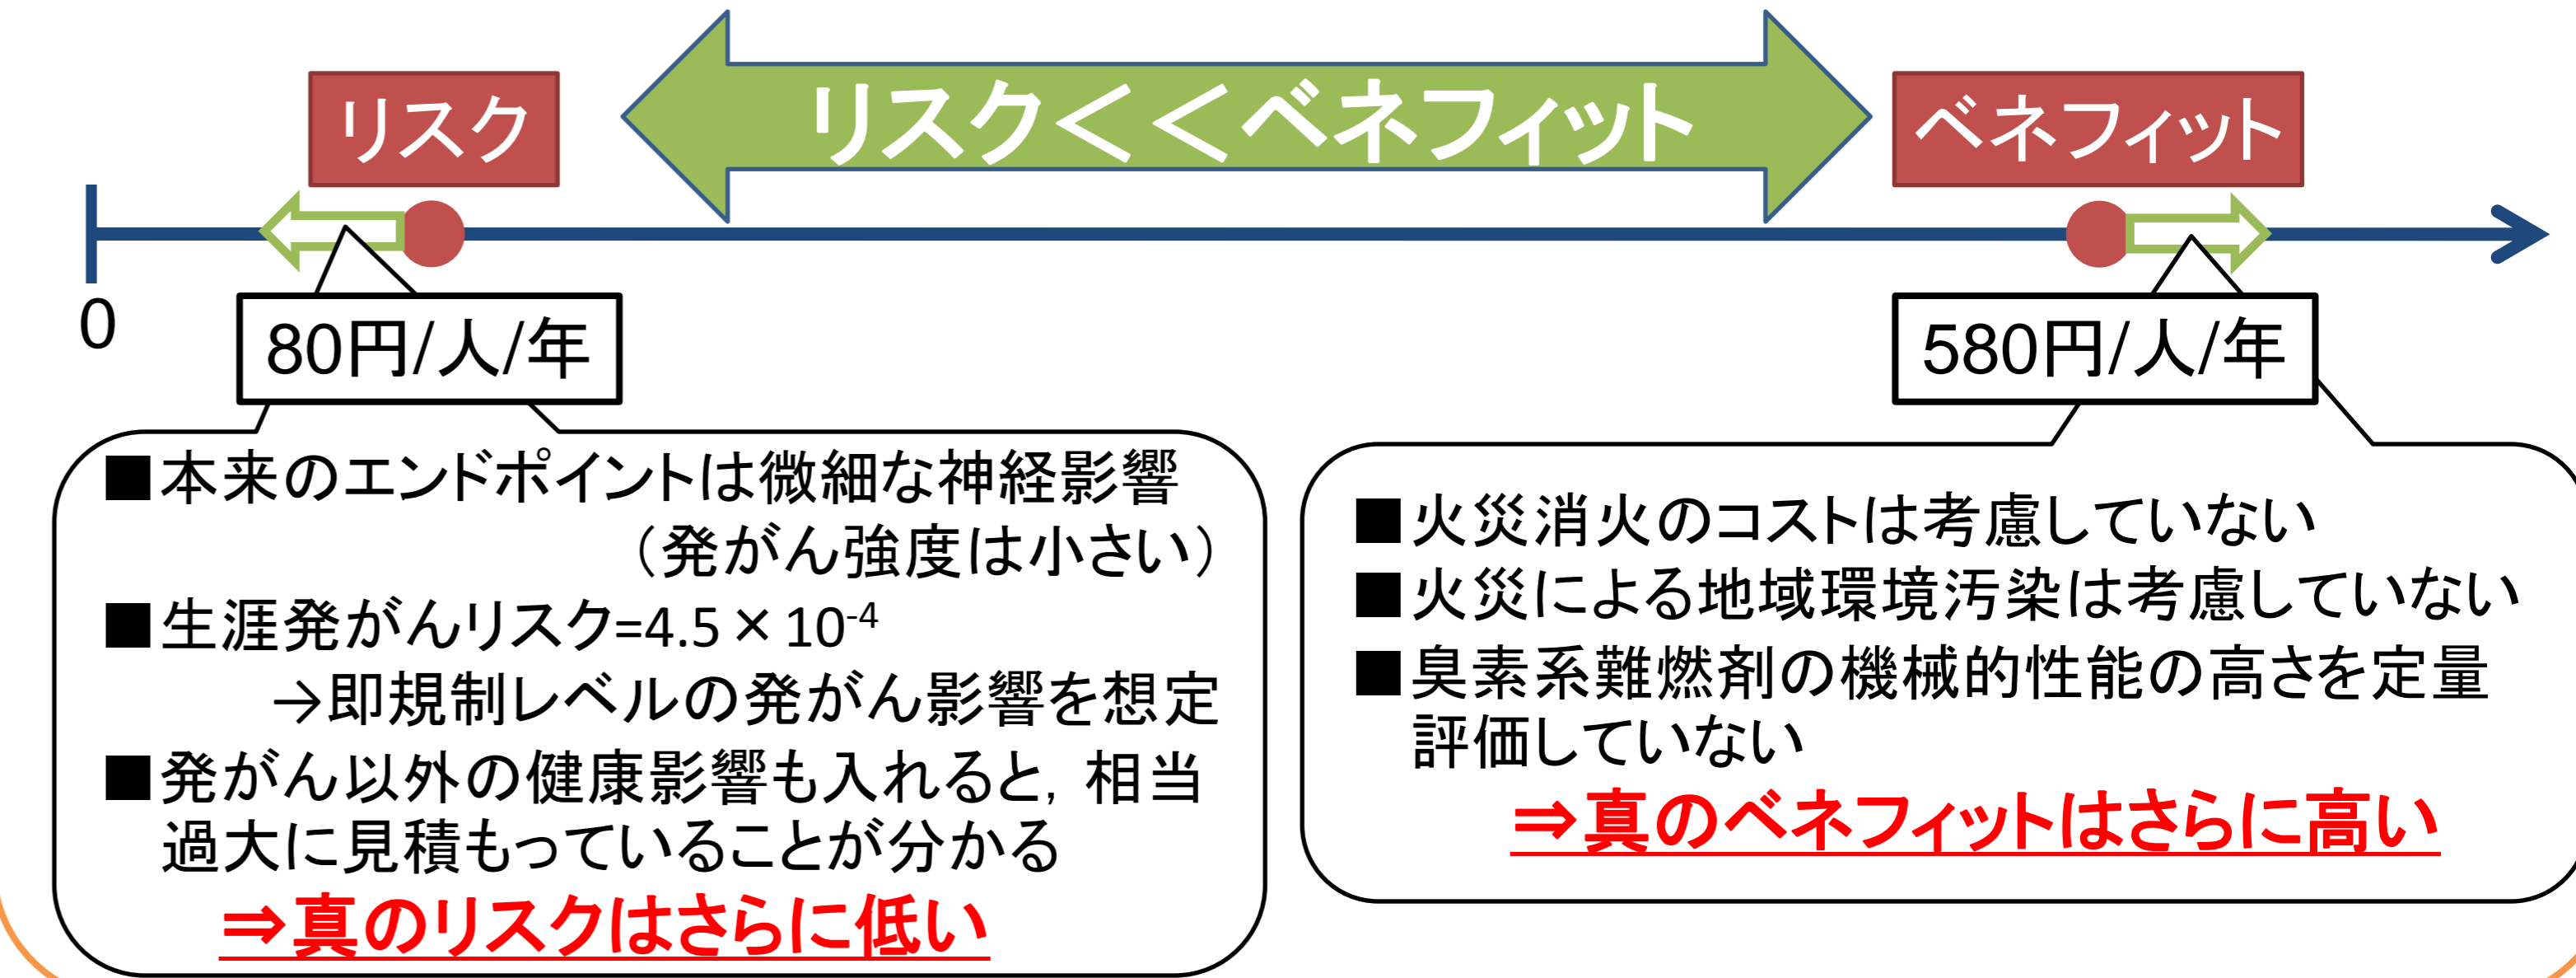 リスク
リスク＜＜ベネフィット
ベネフィット
0
80円/人/年
580円/人/年
■本来のエンドポイントは微細な神経影響
（発がん強度は小さい）
■生涯発がんリスク=4.5×10⁻⁴
→即規制レベルの発がん影響を想定
■発がん以外の健康影響も入れると，相当
過大に見積もっていることが分かる
⇒真のリスクはさらに低い
■火災消火のコストは考慮していない
■火災による地域環境汚染は考慮していない
■臭素系難燃剤の機械的性能の高さを定量
評価していない
⇒真のベネフィットはさらに高い